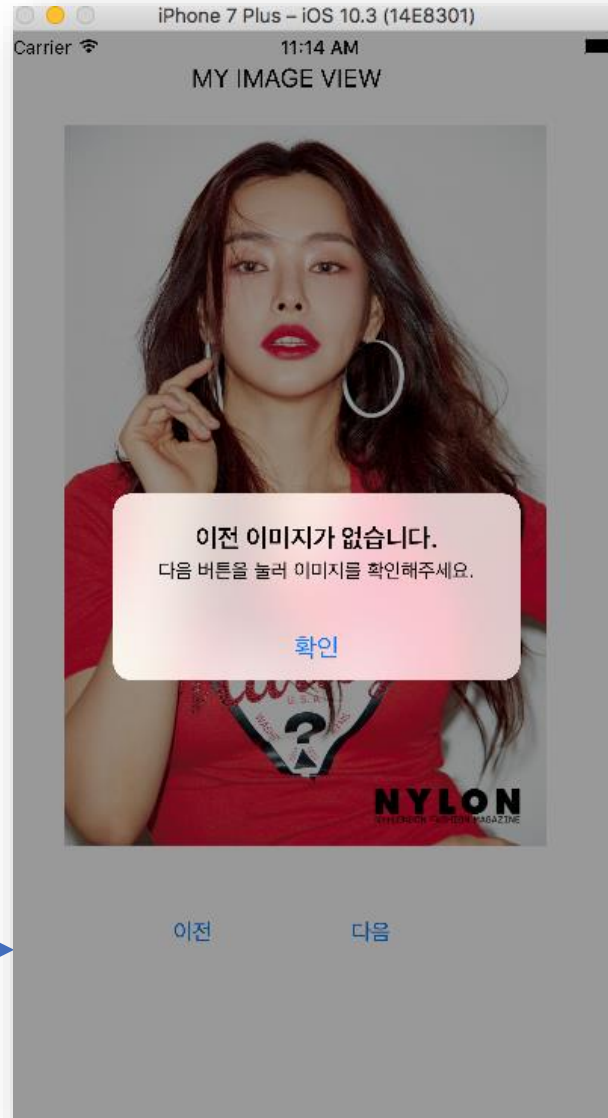 iPhone 7 Plus – iOS 10.3 (14E8301)
Carrier 11:14 AM
MY IMAGE VIEW
이전 이미지가 없습니다.
다음 버튼을 눌러 이미지를 확인해주세요.
확인
U.S.A.
?
NYLON
이전 다음